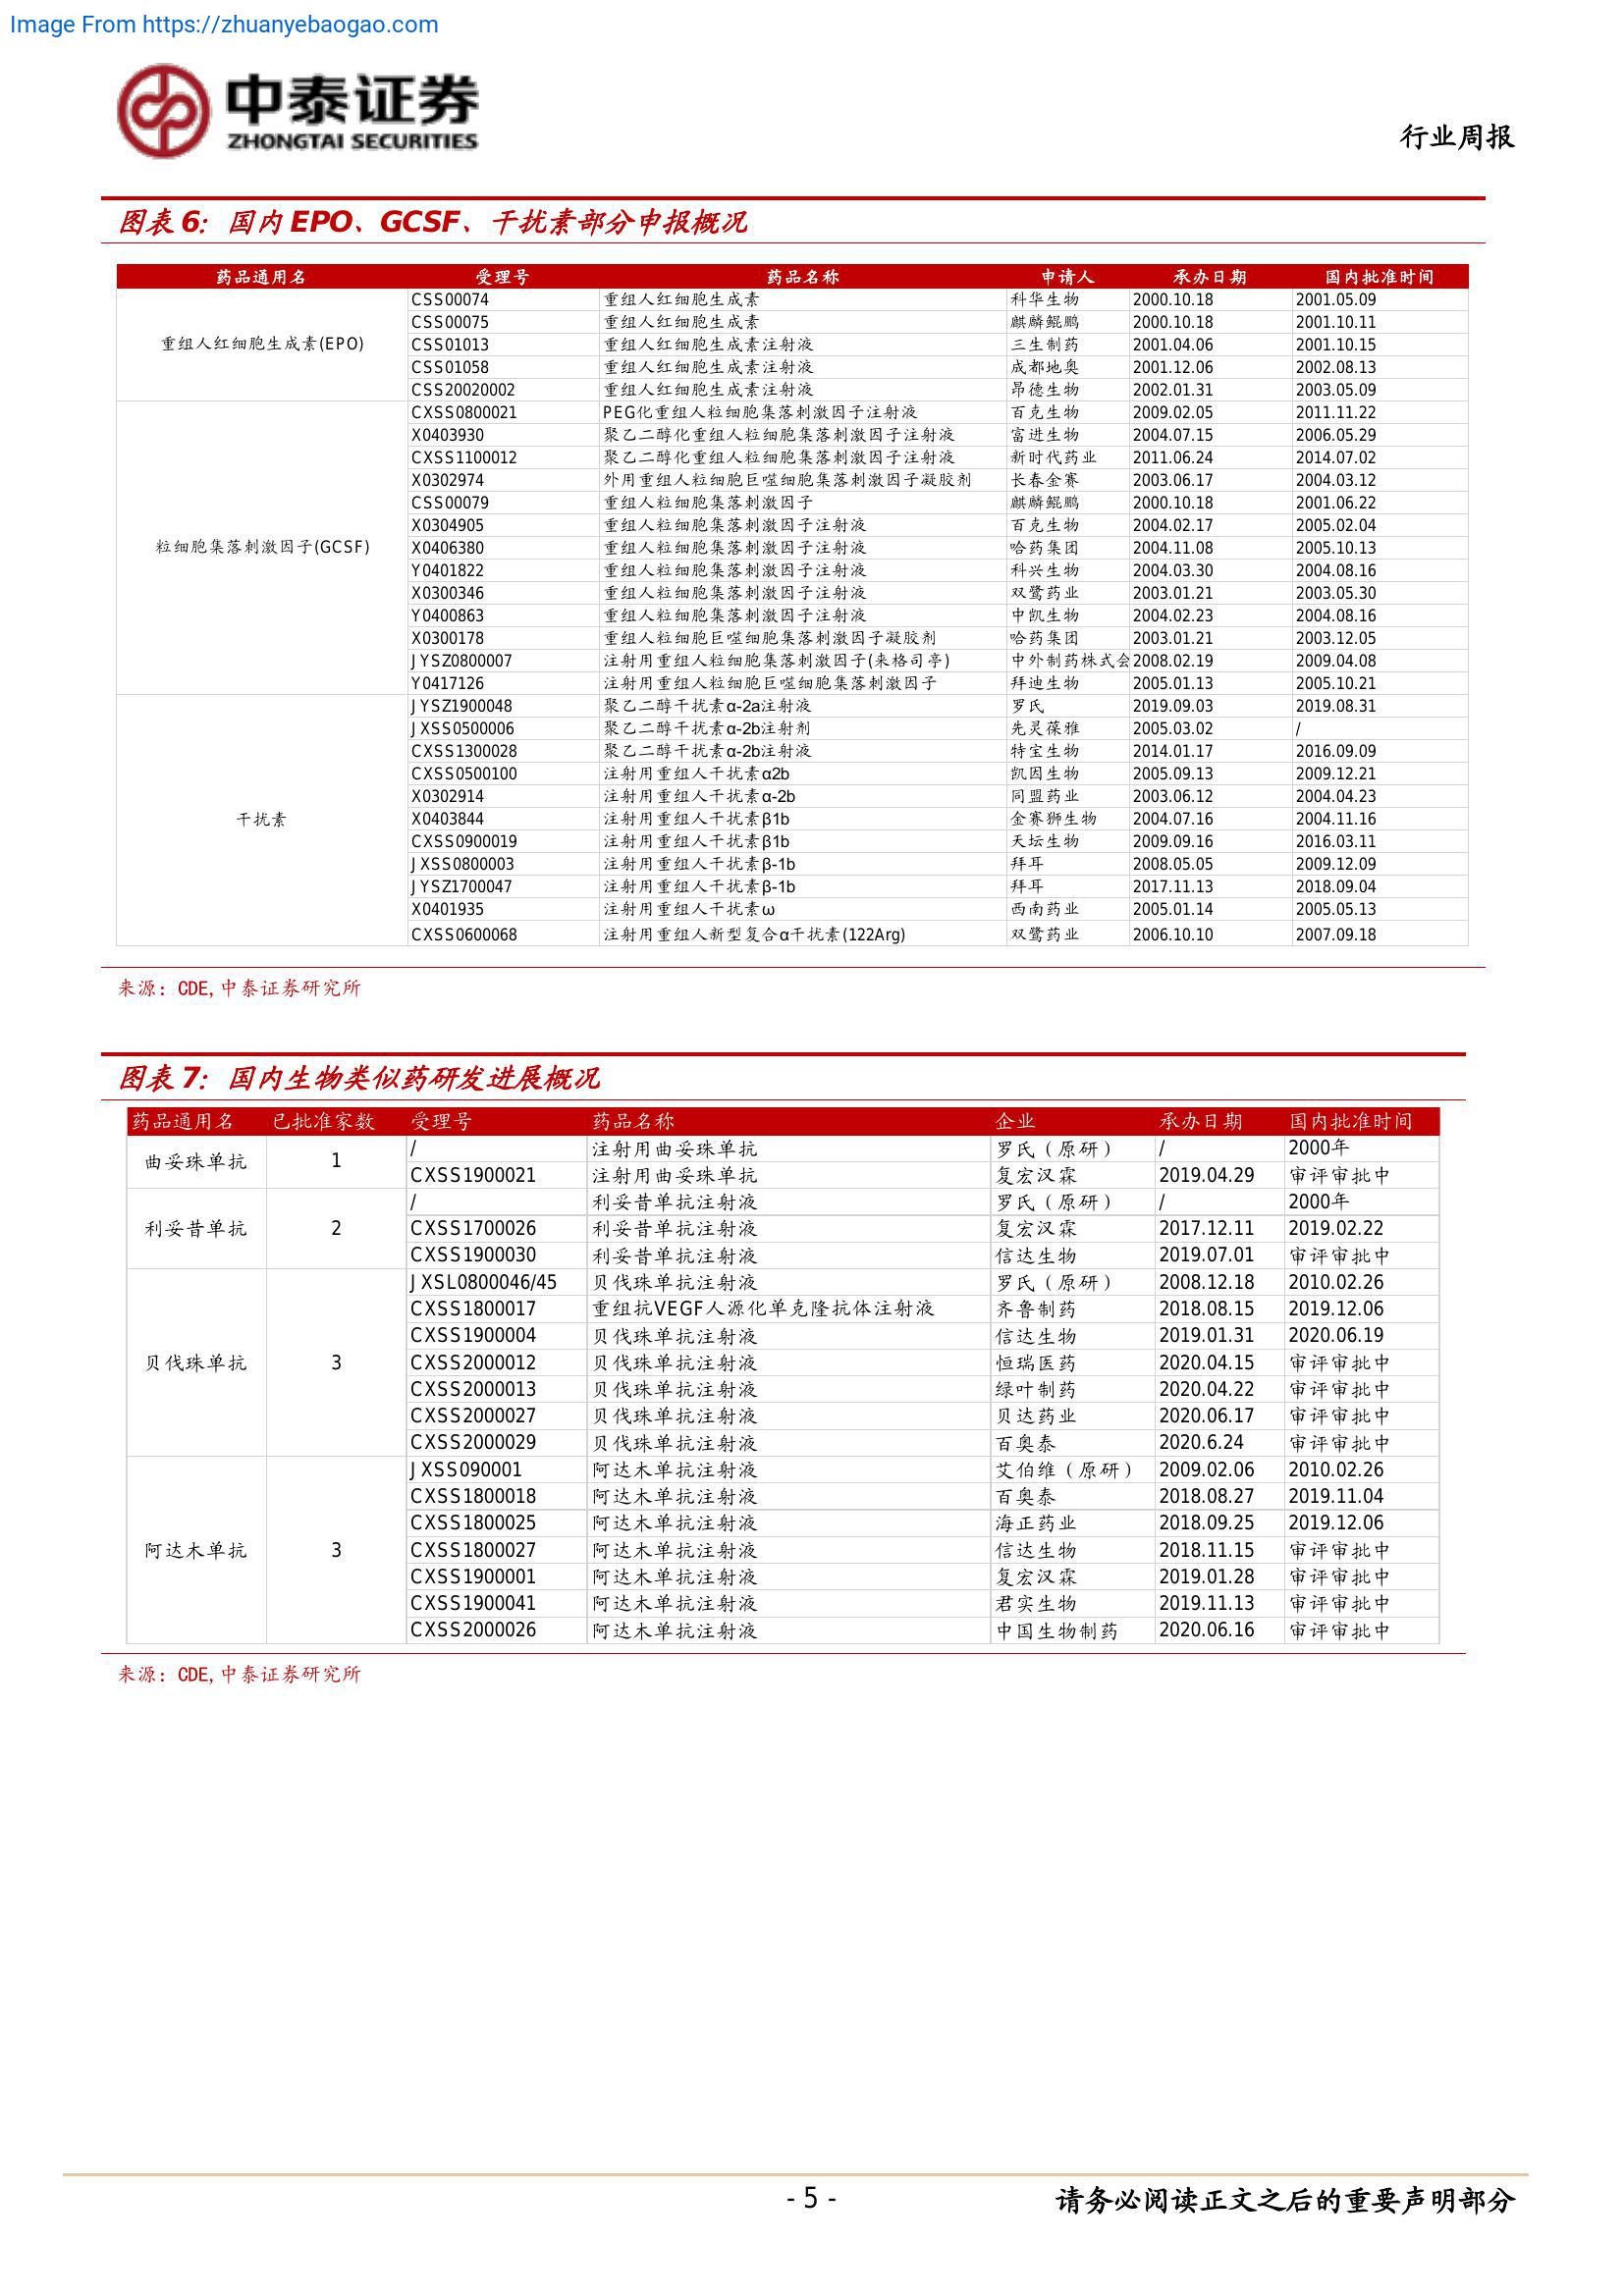 Image From https://zhuanyebaogao.com
中泰证券
ZHONGTAI SECURITIES
行业周报
图表 6：国内 EPO、GCSF、干扰素部分申报概况
药品通用名 受理号 药品名称 申请人 承办日期 国内批准时间
重组人红细胞生成素(EPO)
CSS00074 重组人红细胞生成素 科华生物 2000.10.18 2001.05.09
CSS00075 重组人红细胞生成素 麒麟鲲鹏 2000.10.18 2001.10.11
CSS01013 重组人红细胞生成素注射液 三生制药 2001.04.06 2001.10.15
CSS01058 重组人红细胞生成素注射液 成都地奥 2001.12.06 2002.08.13
CSS20020002 重组人红细胞生成素注射液 昂德生物 2002.01.31 2003.05.09
粒细胞集落刺激因子(GCSF)
CXSS0800021 PEG化重组人粒细胞集落刺激因子注射液 百克生物 2009.02.05 2011.11.22
X0403930 聚乙二醇化重组人粒细胞集落刺激因子注射液 富进生物 2004.07.15 2006.05.29
CXSS1100012 聚乙二醇化重组人粒细胞集落刺激因子注射液 新时代药业 2011.06.24 2014.07.02
X0302974 外用重组人粒细胞巨噬细胞集落刺激因子凝胶剂 长春金赛 2003.06.17 2004.03.12
CSS00079 重组人粒细胞集落刺激因子 麒麟鲲鹏 2000.10.18 2001.06.22
X0304905 重组人粒细胞集落刺激因子注射液 百克生物 2004.02.17 2005.02.04
X0406380 重组人粒细胞集落刺激因子注射液 哈药集团 2004.11.08 2005.10.13
Y0401822 重组人粒细胞集落刺激因子注射液 科兴生物 2004.03.30 2004.08.16
X0300346 重组人粒细胞集落刺激因子注射液 双鹭药业 2003.01.21 2003.05.30
Y0400863 重组人粒细胞集落刺激因子注射液 中凯生物 2004.02.23 2004.08.16
X0300178 重组人粒细胞巨噬细胞集落刺激因子凝胶剂 哈药集团 2003.01.21 2003.12.05
JYSZ0800007 注射用重组人粒细胞集落刺激因子(来格司亭) 中外制药株式会 2008.02.19 2009.04.08
Y0417126 注射用重组人粒细胞巨噬细胞集落刺激因子 拜迪生物 2005.01.13 2005.10.21
干扰素
JYSZ1900048 聚乙二醇干扰素α-2a注射液 罗氏 2019.09.03 2019.08.31
JXSS0500006 聚乙二醇干扰素α-2b注射剂 先灵葆雅 2005.03.02 /
CXSS1300028 聚乙二醇干扰素α-2b注射液 特宝生物 2014.01.17 2016.09.09
CXSS0500100 注射用重组人干扰素α2b 凯因生物 2005.09.13 2009.12.21
X0302914 注射用重组人干扰素α-2b 同盟药业 2003.06.12 2004.04.23
X0403844 注射用重组人干扰素β1b 金赛狮生物 2004.07.16 2004.11.16
CXSS0900019 注射用重组人干扰素β1b 天坛生物 2009.09.16 2016.03.11
JXSS0800003 注射用重组人干扰素β-1b 拜耳 2008.05.05 2009.12.09
JYSZ1700047 注射用重组人干扰素β-1b 拜耳 2017.11.13 2018.09.04
X0401935 注射用重组人干扰素ω 西南药业 2005.01.14 2005.05.13
CXSS0600068 注射用重组人新型复合α干扰素(122Arg) 双鹭药业 2006.10.10 2007.09.18
来源：CDE,中泰证券研究所
图表 7：国内生物类似药研发进展概况
药品通用名 已批准家数 受理号 药品名称 企业 承办日期 国内批准时间
曲妥珠单抗 1
/ 注射用曲妥珠单抗 罗氏（原研） / 2000年
CXSS1900021 注射用曲妥珠单抗 复宏汉霖 2019.04.29 审评审批中
利妥昔单抗 2
/ 利妥昔单抗注射液 罗氏（原研） / 2000年
CXSS1700026 利妥昔单抗注射液 复宏汉霖 2017.12.11 2019.02.22
CXSS1900030 利妥昔单抗注射液 信达生物 2019.07.01 审评审批中
贝伐珠单抗 3
JXSL0800046/45 贝伐珠单抗注射液 罗氏（原研） 2008.12.18 2010.02.26
CXSS1800017 重组抗VEGF人源化单克隆抗体注射液 齐鲁制药 2018.08.15 2019.12.06
CXSS1900004 贝伐珠单抗注射液 信达生物 2019.01.31 2020.06.19
CXSS2000012 贝伐珠单抗注射液 恒瑞医药 2020.04.15 审评审批中
CXSS2000013 贝伐珠单抗注射液 绿叶制药 2020.04.22 审评审批中
CXSS2000027 贝伐珠单抗注射液 贝达药业 2020.06.17 审评审批中
CXSS2000029 贝伐珠单抗注射液 百奥泰 2020.6.24 审评审批中
阿达木单抗 3
JXSS090001 阿达木单抗注射液 艾伯维（原研） 2009.02.06 2010.02.26
CXSS1800018 阿达木单抗注射液 百奥泰 2018.08.27 2019.11.04
CXSS1800025 阿达木单抗注射液 海正药业 2018.09.25 2019.12.06
CXSS1800027 阿达木单抗注射液 信达生物 2018.11.15 审评审批中
CXSS1900001 阿达木单抗注射液 复宏汉霖 2019.01.28 审评审批中
CXSS1900041 阿达木单抗注射液 君实生物 2019.11.13 审评审批中
CXSS2000026 阿达木单抗注射液 中国生物制药 2020.06.16 审评审批中
来源：CDE,中泰证券研究所
- 5 -
请务必阅读正文之后的重要声明部分